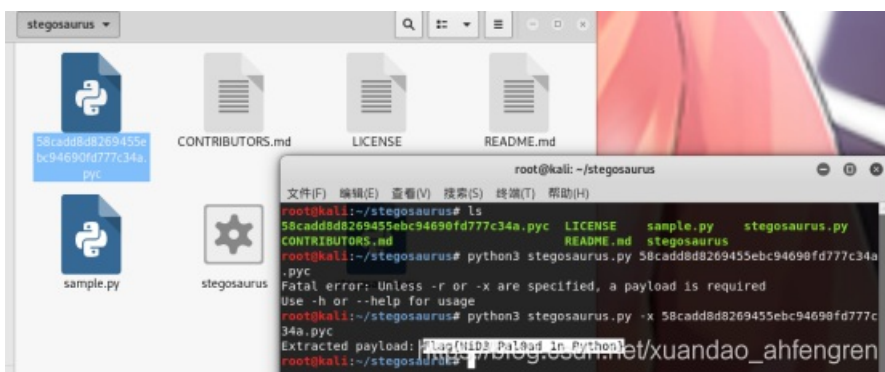 stegosaurus
58cadd8d8269455e
bc94690fd777c34a.
pyc
CONTRIBUTORS.md
LICENSE
README.md
sample.py
stegosaurus
root@kali: ~/stegosaurus
文件(F) 编辑(E) 查看(V) 搜索(S) 终端(T) 帮助(H)
root@kali:~/stegosaurus# ls
58cadd8d8269455ebc94690fd777c34a.pyc LICENSE sample.py stegosaurus.py
CONTRIBUTORS.md README.md stegosaurus
root@kali:~/stegosaurus# python3 stegosaurus.py 58cadd8d8269455ebc94690fd777c34a
.pyc
Fatal error: Unless -r or -x are specified, a payload is required
Use -h or --help for usage
root@kali:~/stegosaurus# python3 stegosaurus.py -x 58cadd8d8269455ebc94690fd777c
34a.pyc
Extracted payload: Flag{HiD3_Pal0ad_1n_Python}
https://blog.csdn.net/xuandao_ahfengren
root@kali:~/stegosaurus#